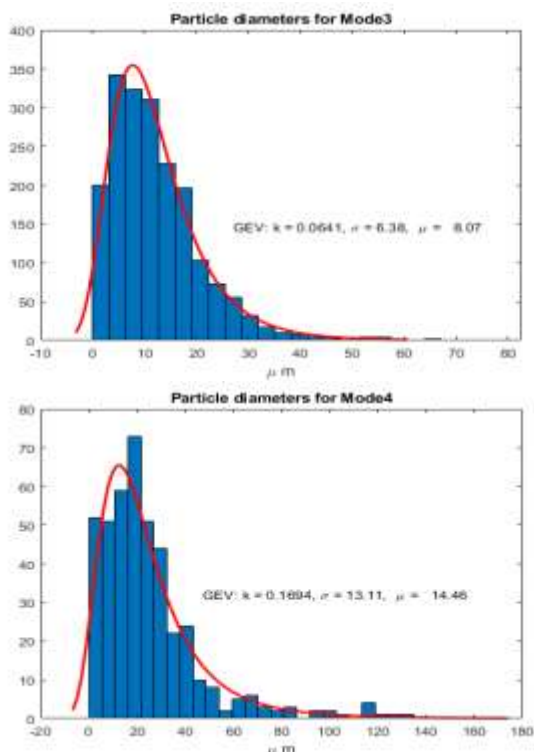 Particle diameters for Mode3
400
350
300
250
200
150
100
50
0
GEV: k = 0.0641, σ = 6.38, μ = 8.07
-10 0 10 20 30 40 50 60 70 80
μ m
Particle diameters for Mode4
80
70
60
50
40
30
20
10
0
GEV: k = 0.1694, σ = 13.11, μ = 14.46
-20 0 20 40 60 80 100 120 140 160 180
μ m